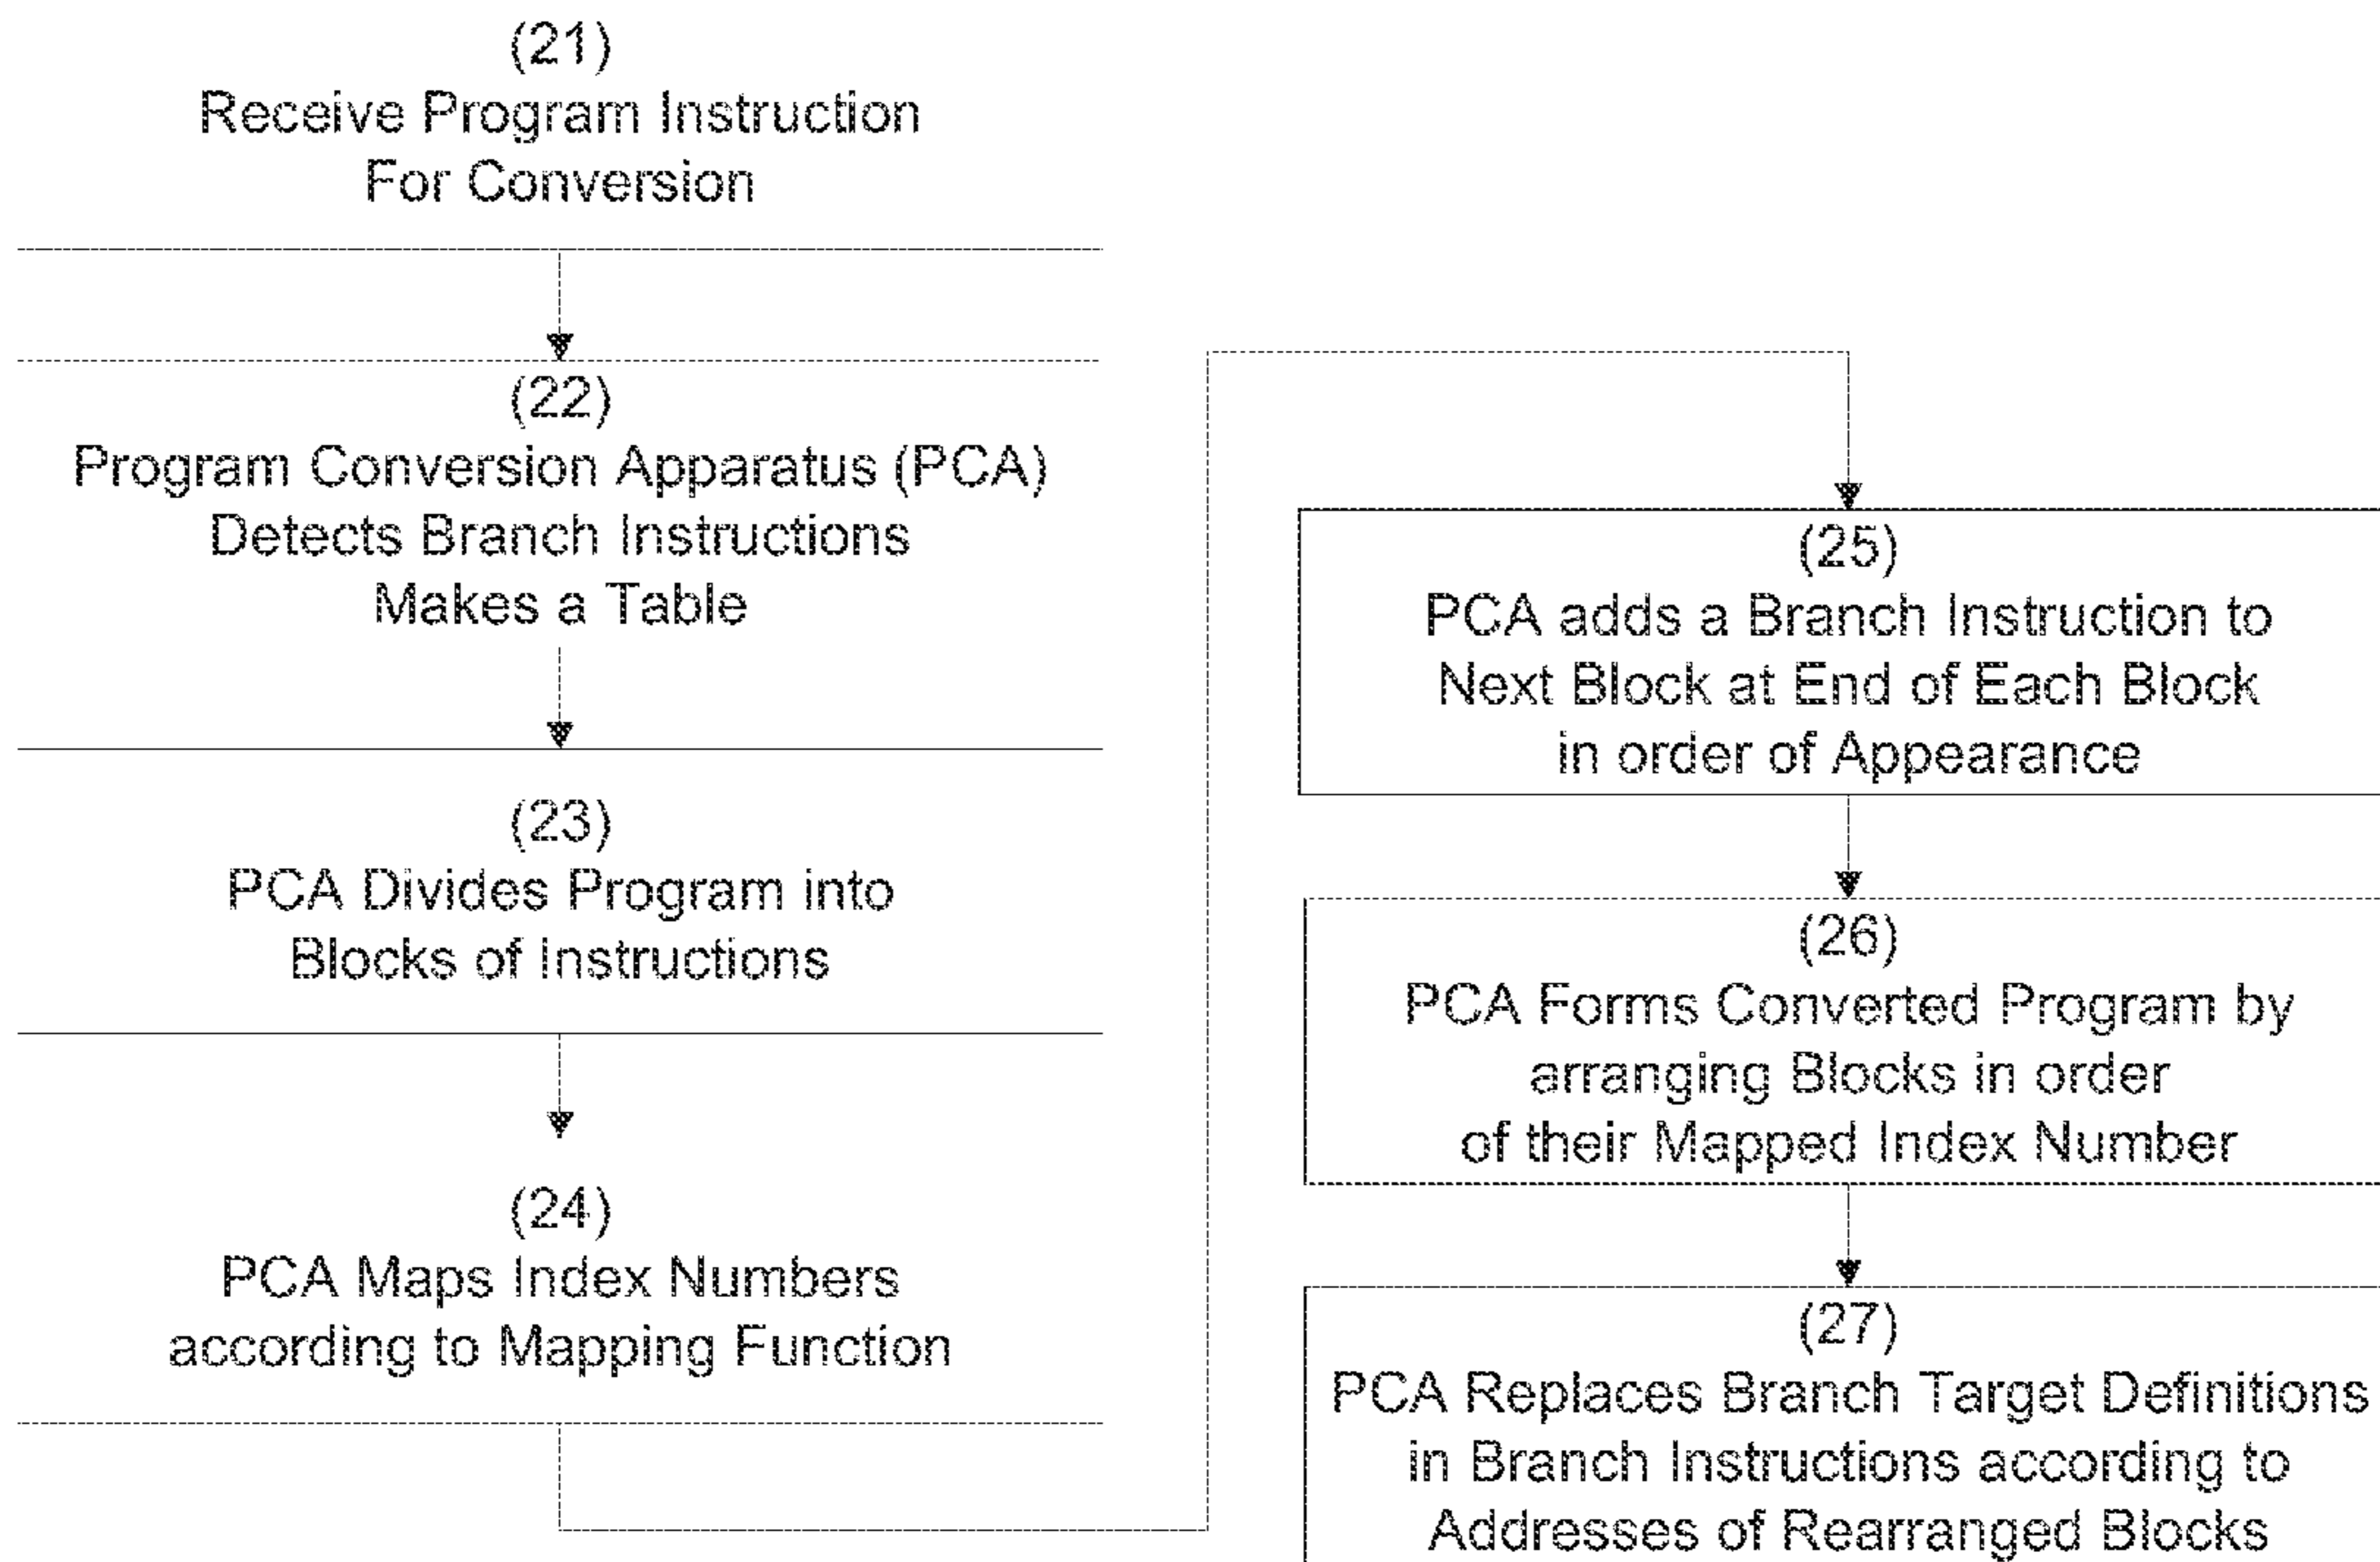 (21)
Receive Program Instruction
For Conversion
(22)
Program Conversion Apparatus (PCA)
Detects Branch Instructions
Makes a Table
(23)
PCA Divides Program into
Blocks of Instructions
(24)
PCA Maps Index Numbers
according to Mapping Function
(25)
PCA adds a Branch Instruction to
Next Block at End of Each Block
in order of Appearance
(26)
PCA Forms Converted Program by
arranging Blocks in order
of their Mapped Index Number
(27)
PCA Replaces Branch Target Definitions
in Branch Instructions according to
Addresses of Rearranged Blocks